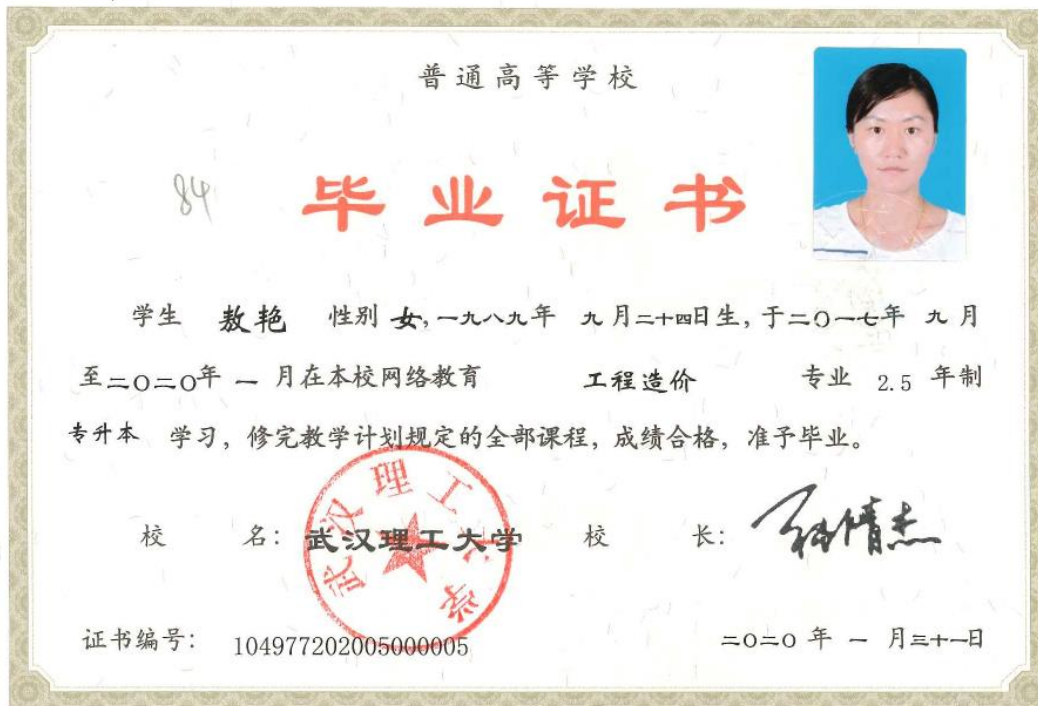 普通高等学校
84
毕业证书
学生 敖艳 性别 女,一九八九年 九月二十四日生,于二〇一七年 九月
至二〇二〇年 一 月在本校网络教育 工程造价 专业 2.5 年制
专升本 学习，修完教学计划规定的全部课程，成绩合格，准予毕业。
校 名：武汉理工大学 校 长：
武汉理工大学
证书编号： 104977202005000005 二〇二〇 年 一 月三十一日